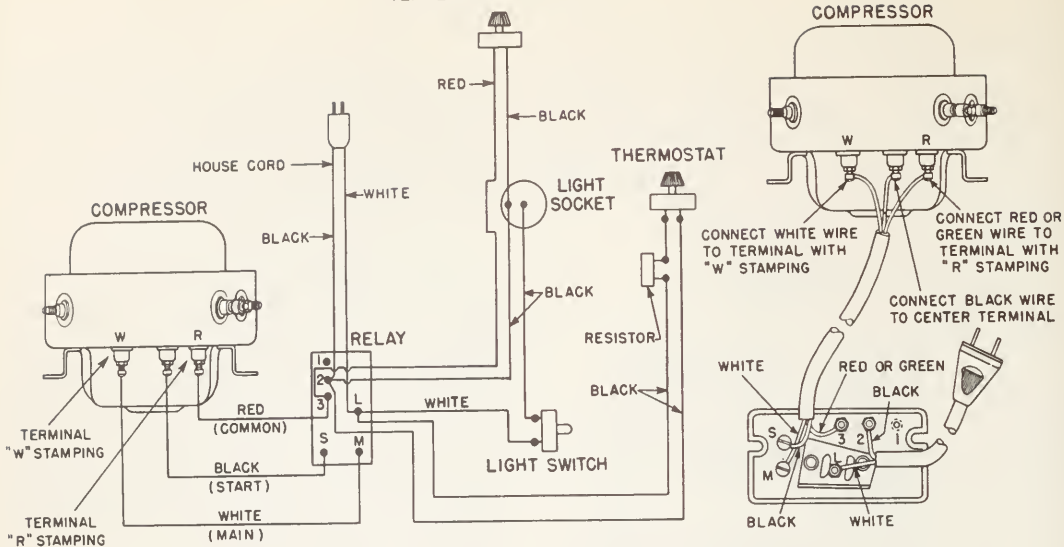 COMPRESSOR
RED
BLACK
HOUSE CORD
WHITE
BLACK
LIGHT
SOCKET
THERMOSTAT
W
R
CONNECT WHITE WIRE
TO TERMINAL WITH
"W" STAMPING
CONNECT RED OR
GREEN WIRE TO
TERMINAL WITH
"R" STAMPING
CONNECT BLACK WIRE
TO CENTER TERMINAL
COMPRESSOR
W
R
BLACK
RESISTOR
RELAY
1
2
3
L
S
M
BLACK
WHITE
LIGHT SWITCH
RED
(COMMON)
BLACK
(START)
WHITE
(MAIN)
TERMINAL
"W" STAMPING
TERMINAL
"R" STAMPING
WHITE
RED OR GREEN
BLACK
S
3
2
1
M
L
BLACK
WHITE